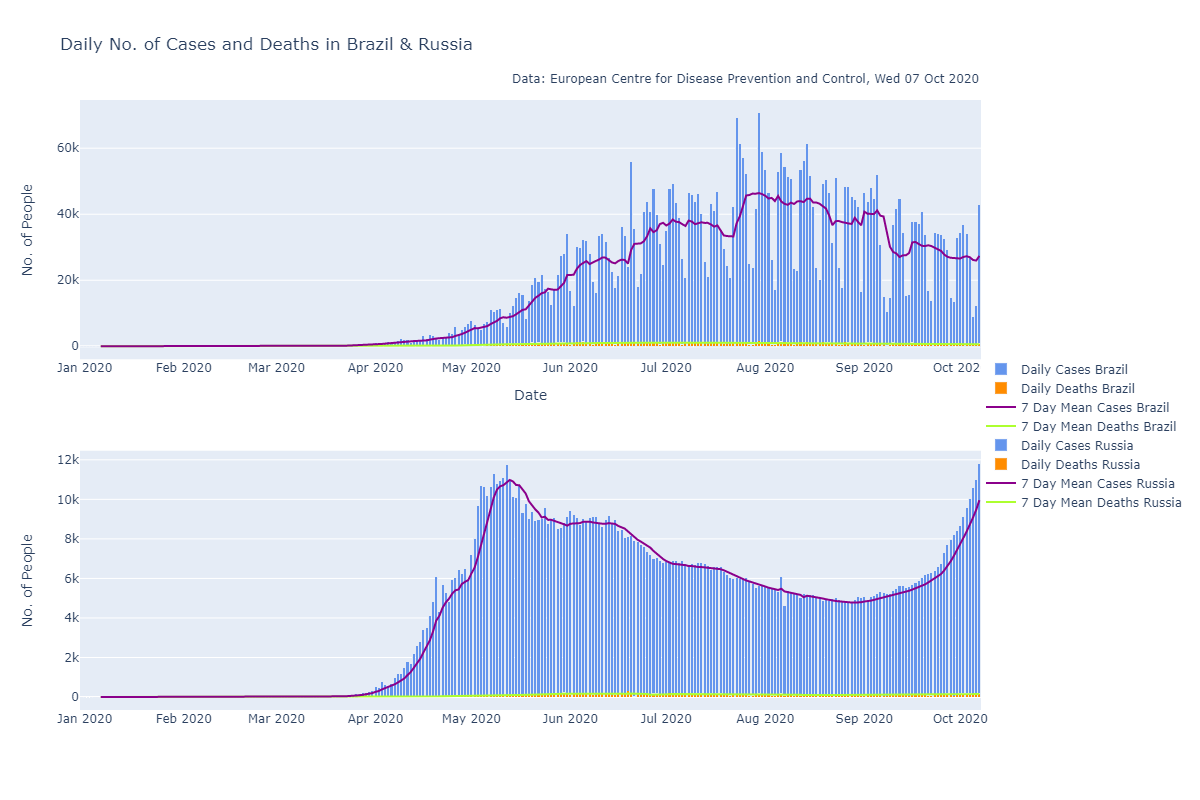 Daily No. of Cases and Deaths in Brazil & Russia
Data: European Centre for Disease Prevention and Control, Wed 07 Oct 2020
No. of People
60k
40k
20k
0
Jan 2020 Feb 2020 Mar 2020 Apr 2020 May 2020 Jun 2020 Jul 2020 Aug 2020 Sep 2020 Oct 2020
Date
Daily Cases Brazil
Daily Deaths Brazil
7 Day Mean Cases Brazil
7 Day Mean Deaths Brazil
Daily Cases Russia
Daily Deaths Russia
7 Day Mean Cases Russia
7 Day Mean Deaths Russia
No. of People
12k
10k
8k
6k
4k
2k
0
Jan 2020 Feb 2020 Mar 2020 Apr 2020 May 2020 Jun 2020 Jul 2020 Aug 2020 Sep 2020 Oct 2020